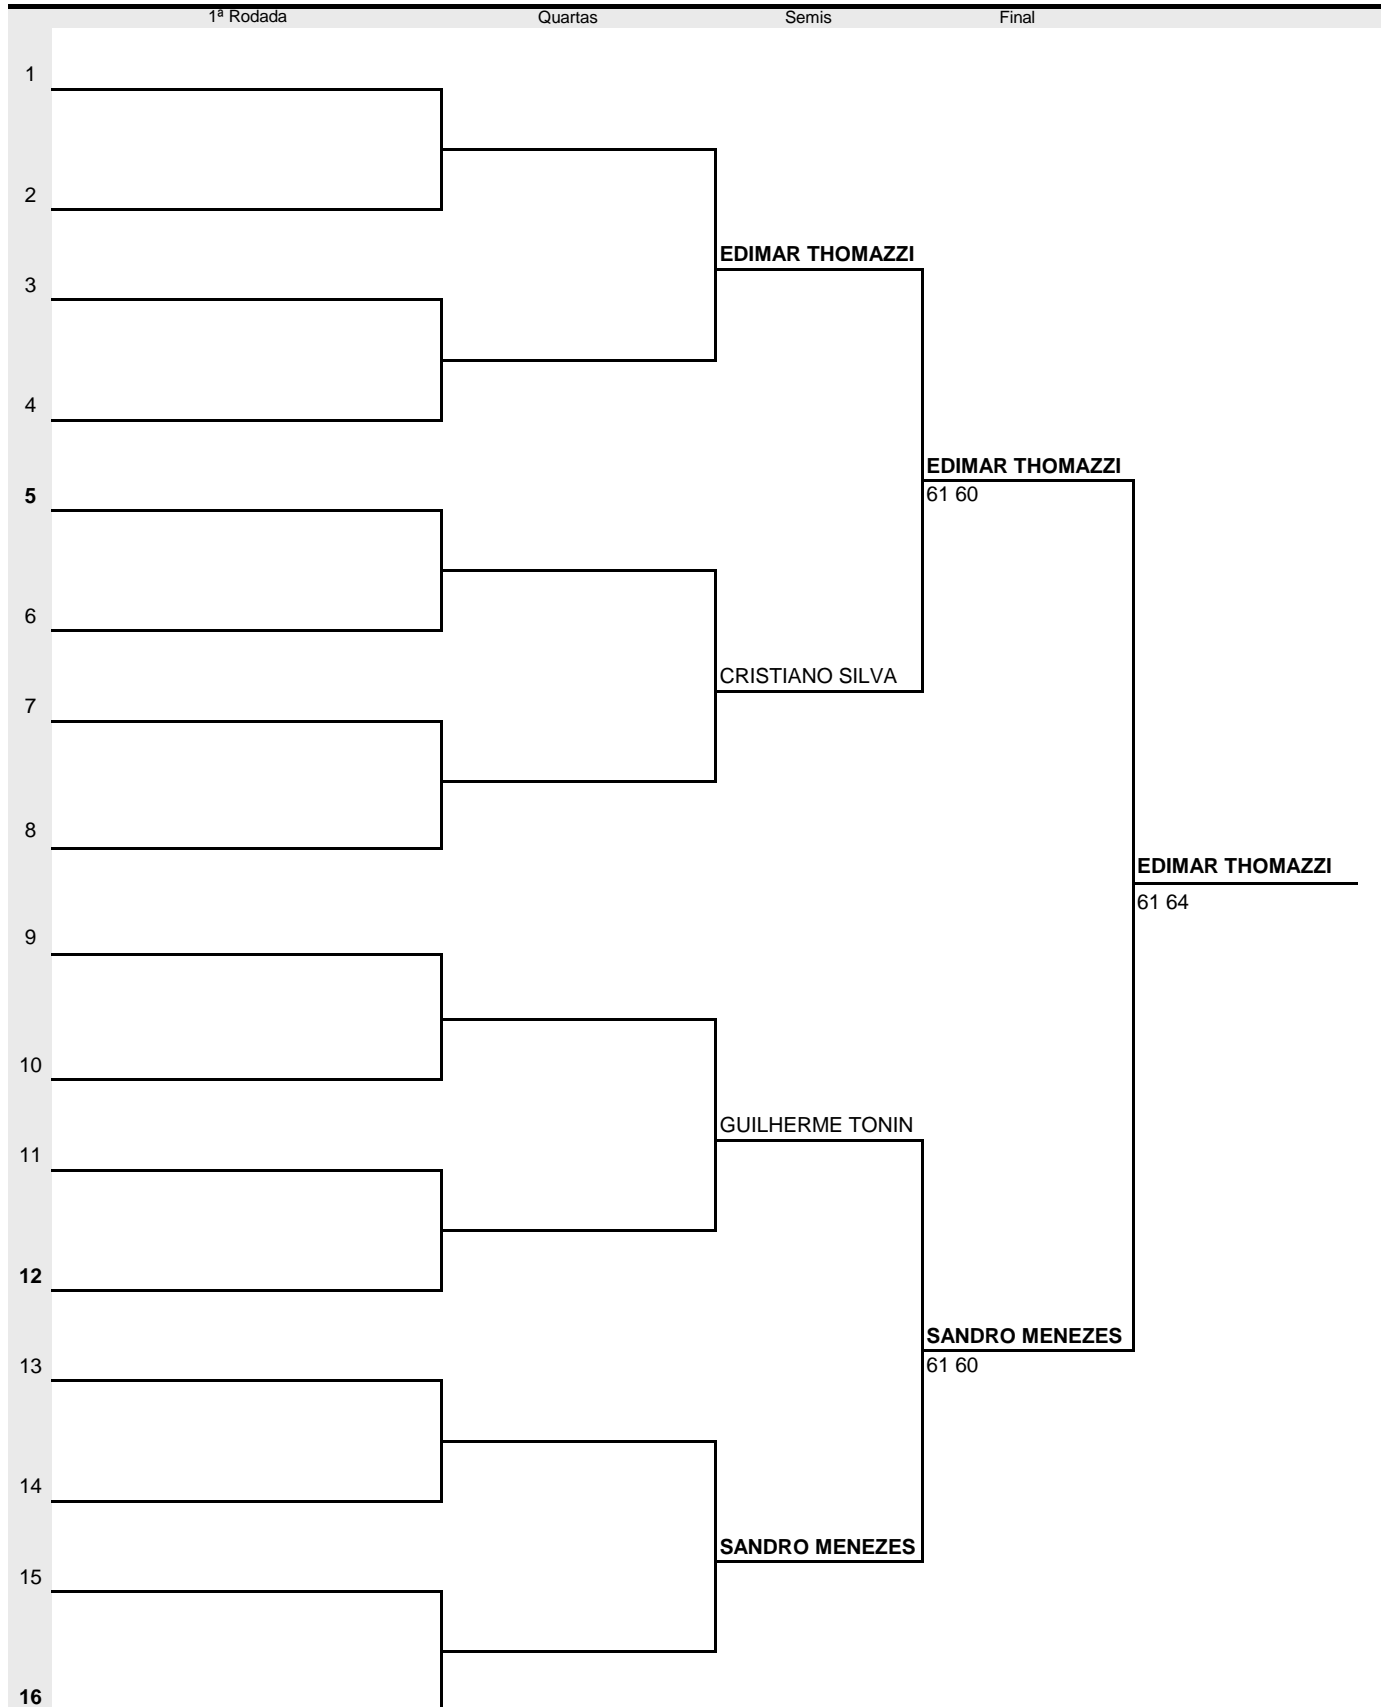 1ª Rodada Quartas Semis Final
1
2
EDIMAR THOMAZZI
3
4
EDIMAR THOMAZZI
5
61 60
6
CRISTIANO SILVA
7
8
EDIMAR THOMAZZI
61 64
9
10
GUILHERME TONIN
11
12
SANDRO MENEZES
13
61 60
14
SANDRO MENEZES
15
16